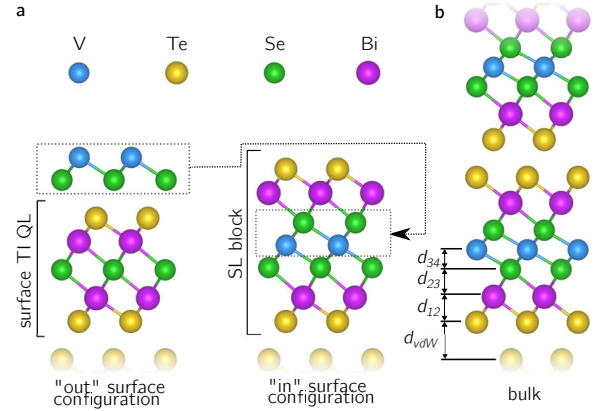 a
b
V Te Se Bi
surface TI QL
SL block
d34
d23
d12
dvdW
"out" surface
configuration
"in" surface
configuration
bulk